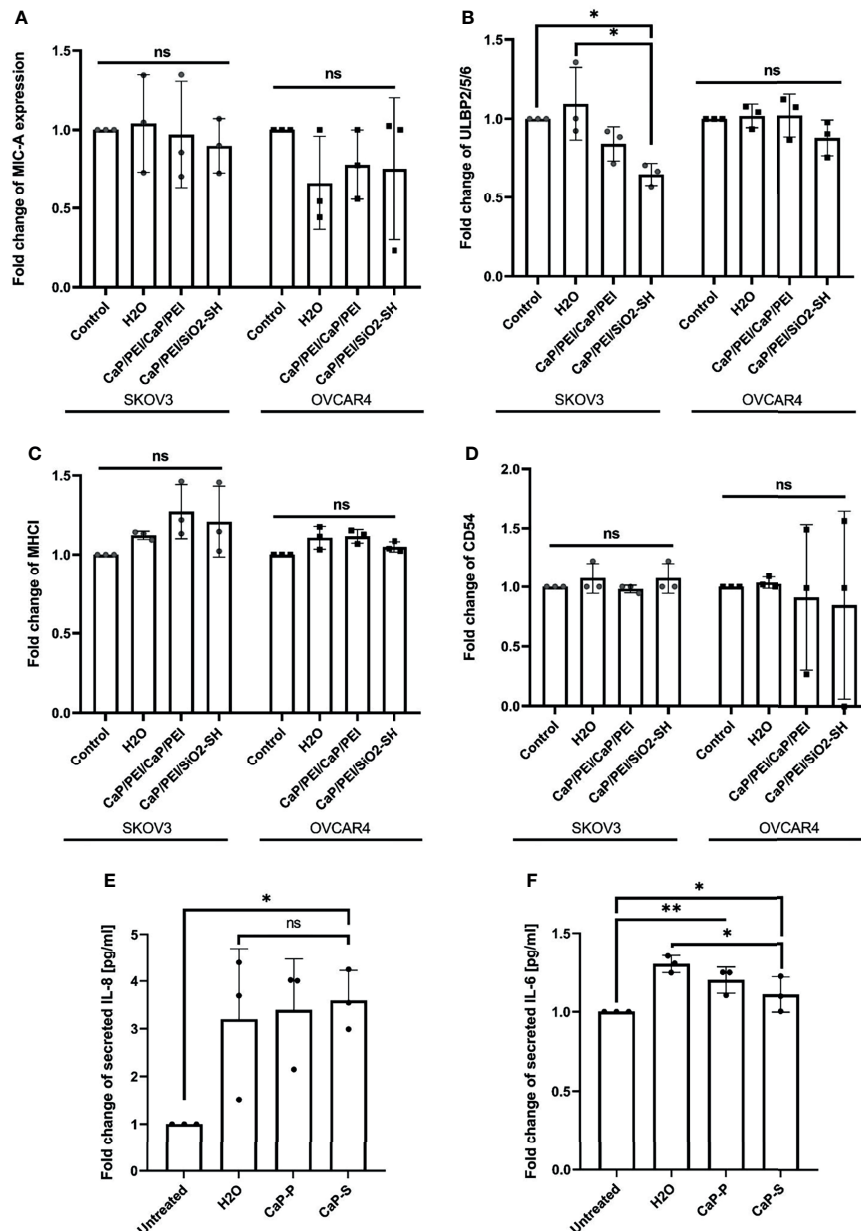 A
Fold change of MIC-A expression
1.5
1.0
0.5
0.0
ns
ns
Control
H2O
CaP/PEI/CaP/PEI
CaP/PEI/SiO2-SH
Control
H2O
CaP/PEI/CaP/PEI
CaP/PEI/SiO2-SH
SKOV3
OVCAR4
B
Fold change of ULBP2/5/6
1.5
1.0
0.5
0.0
*
*
ns
Control
H2O
CaP/PEI/CaP/PEI
CaP/PEI/SiO2-SH
Control
H2O
CaP/PEI/CaP/PEI
CaP/PEI/SiO2-SH
SKOV3
OVCAR4
C
Fold change of MHCI
1.5
1.0
0.5
0.0
ns
ns
Control
H2O
CaP/PEI/CaP/PEI
CaP/PEI/SiO2-SH
Control
H2O
CaP/PEI/CaP/PEI
CaP/PEI/SiO2-SH
SKOV3
OVCAR4
D
Fold change of CD54
2.0
1.5
1.0
0.5
0.0
ns
ns
Control
H2O
CaP/PEI/CaP/PEI
CaP/PEI/SiO2-SH
Control
H2O
CaP/PEI/CaP/PEI
CaP/PEI/SiO2-SH
SKOV3
OVCAR4
E
Fold change of secreted IL-8 [pg/ml]
5
4
3
2
1
0
*
ns
Untreated
H2O
CaP-P
CaP-S
F
Fold change of secreted IL-6 [pg/ml]
1.5
1.0
0.5
0.0
*
**
*
Untreated
H2O
CaP-P
CaP-S